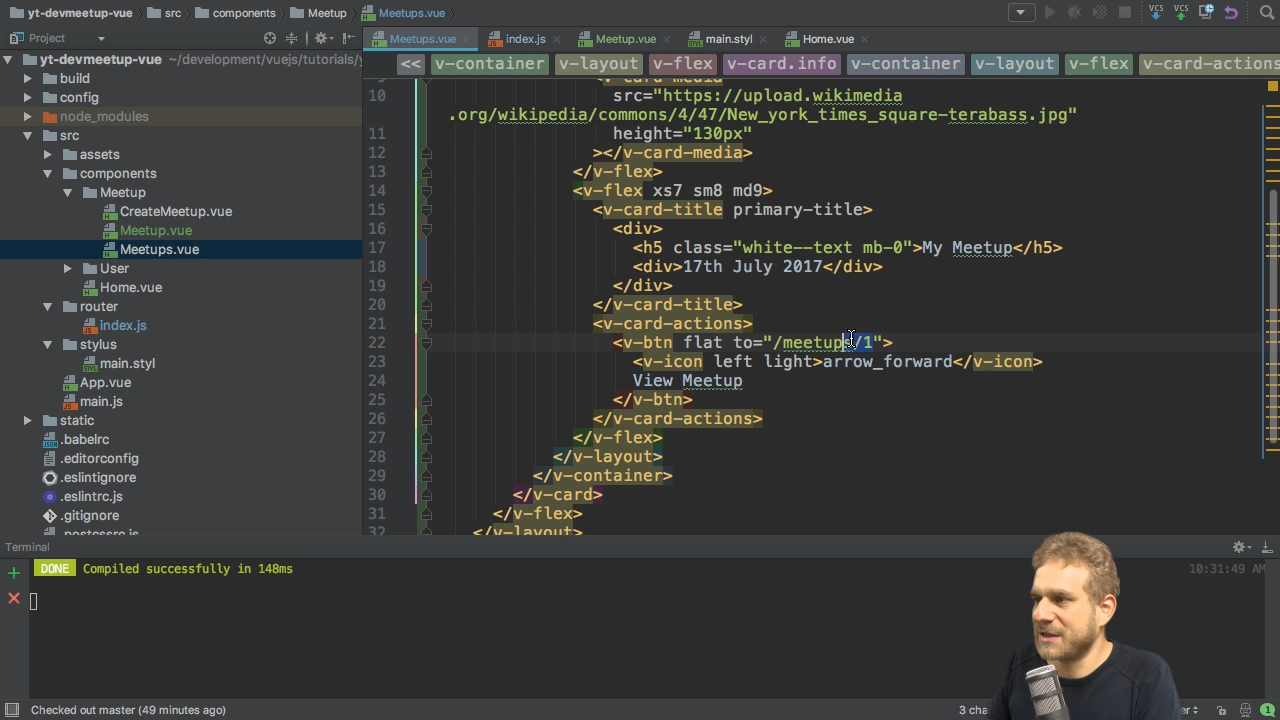 yt-devmeetup-vue src components Meetup Meetups.vue
VCS VCS
Project
Meetups.vue index.js Meetup.vue main.styl Home.vue
<< v-container v-layout v-flex v-card.info v-container v-layout v-flex v-card-actions
yt-devmeetup-vue ~/development/vuejs/tutorials/
build
config
node_modules
src
assets
components
Meetup
CreateMeetup.vue
Meetup.vue
Meetups.vue
User
Home.vue
router
index.js
stylus
main.styl
App.vue
main.js
static
.babelrc
.editorconfig
.eslintignore
.eslintrc.js
.gitignore
.postcssrc.js
<v-card-media
10 src="https://upload.wikimedia
.org/wikipedia/commons/4/47/New_york_times_square-terabass.jpg"
11 height="130px"
12 ></v-card-media>
13 </v-flex>
14 <v-flex xs7 sm8 md9>
15 <v-card-title primary-title>
16 <div>
17 <h5 class="white--text mb-0">My Meetup</h5>
18 <div>17th July 2017</div>
19 </div>
20 </v-card-title>
21 <v-card-actions>
22 <v-btn flat to="/meetups/1">
23 <v-icon left light>arrow_forward</v-icon>
24 View Meetup
25 </v-btn>
26 </v-card-actions>
27 </v-flex>
28 </v-layout>
29 </v-container>
30 </v-card>
31 </v-flex>
32 </v-layout>
Terminal
DONE Compiled successfully in 148ms 10:31:49 AM
Checked out master (49 minutes ago) 3 cha 1